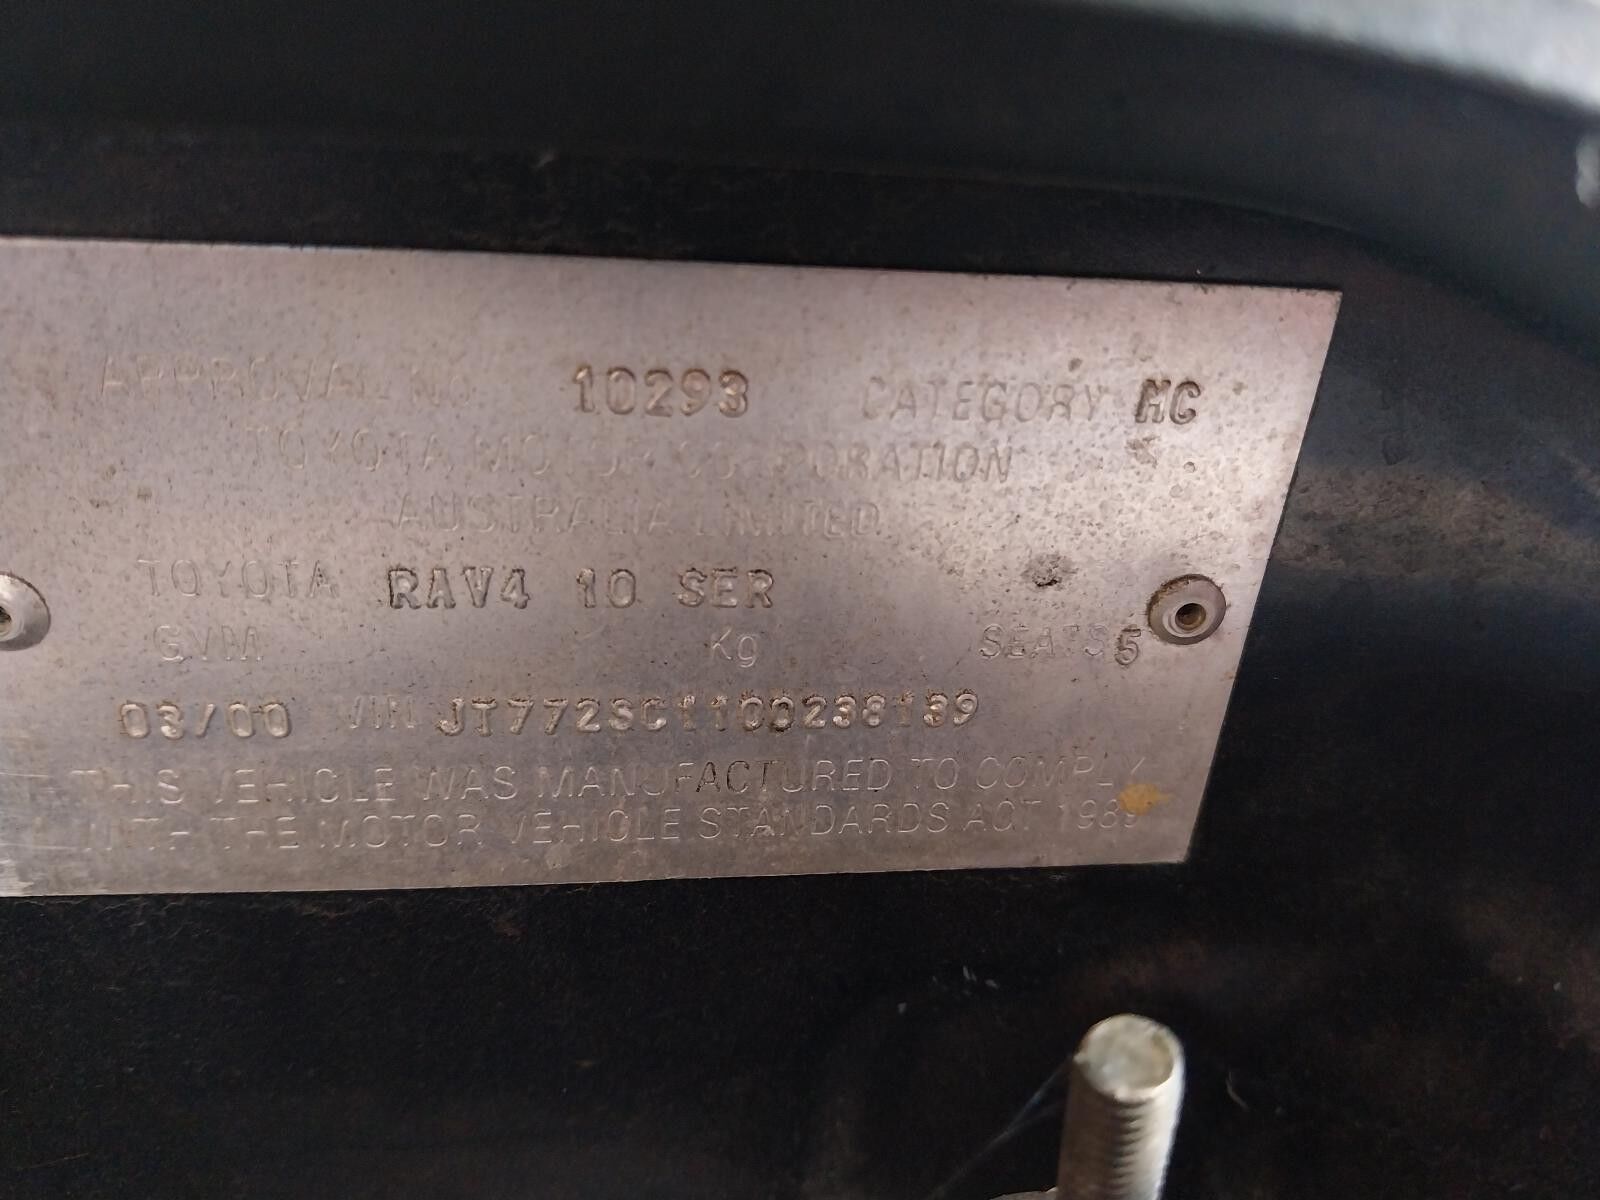 APPROVAL No 10293 CATEGORY MC
TOYOTA MOTOR CORPORATION
AUSTRALIA LIMITED
TOYOTA RAV4 10 SER
GVM Kg SEATS 5
03/00 VIN JT772SC1100238139
THIS VEHICLE WAS MANUFACTURED TO COMPLY
WITH THE MOTOR VEHICLE STANDARDS ACT 1989